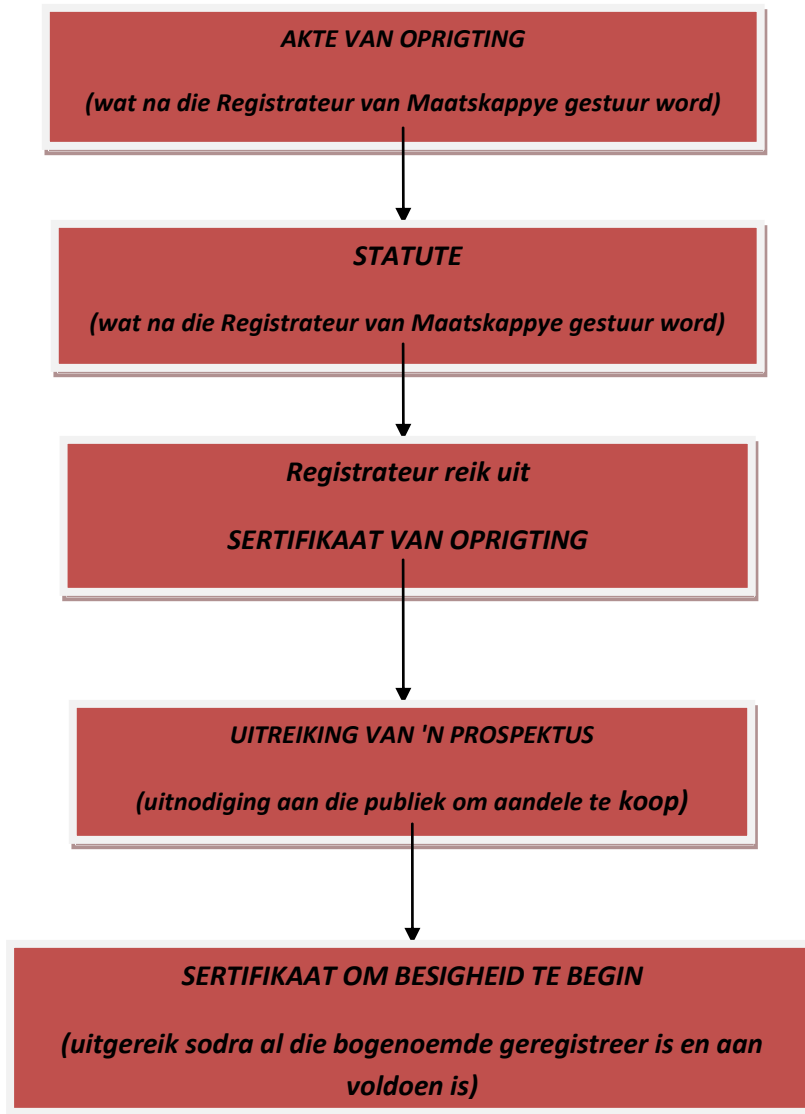 AKTE VAN OPRIGTING
(wat na die Registrateur van Maatskappye gestuur word)
STATUTE
(wat na die Registrateur van Maatskappye gestuur word)
Registrateur reik uit
SERTIFIKAAT VAN OPRIGTING
UITREIKING VAN 'N PROSPEKTUS
(uitnodiging aan die publiek om aandele te koop)
SERTIFIKAAT OM BESIGHEID TE BEGIN
(uitgereik sodra al die bogenoemde geregistreer is en aan
voldoen is)